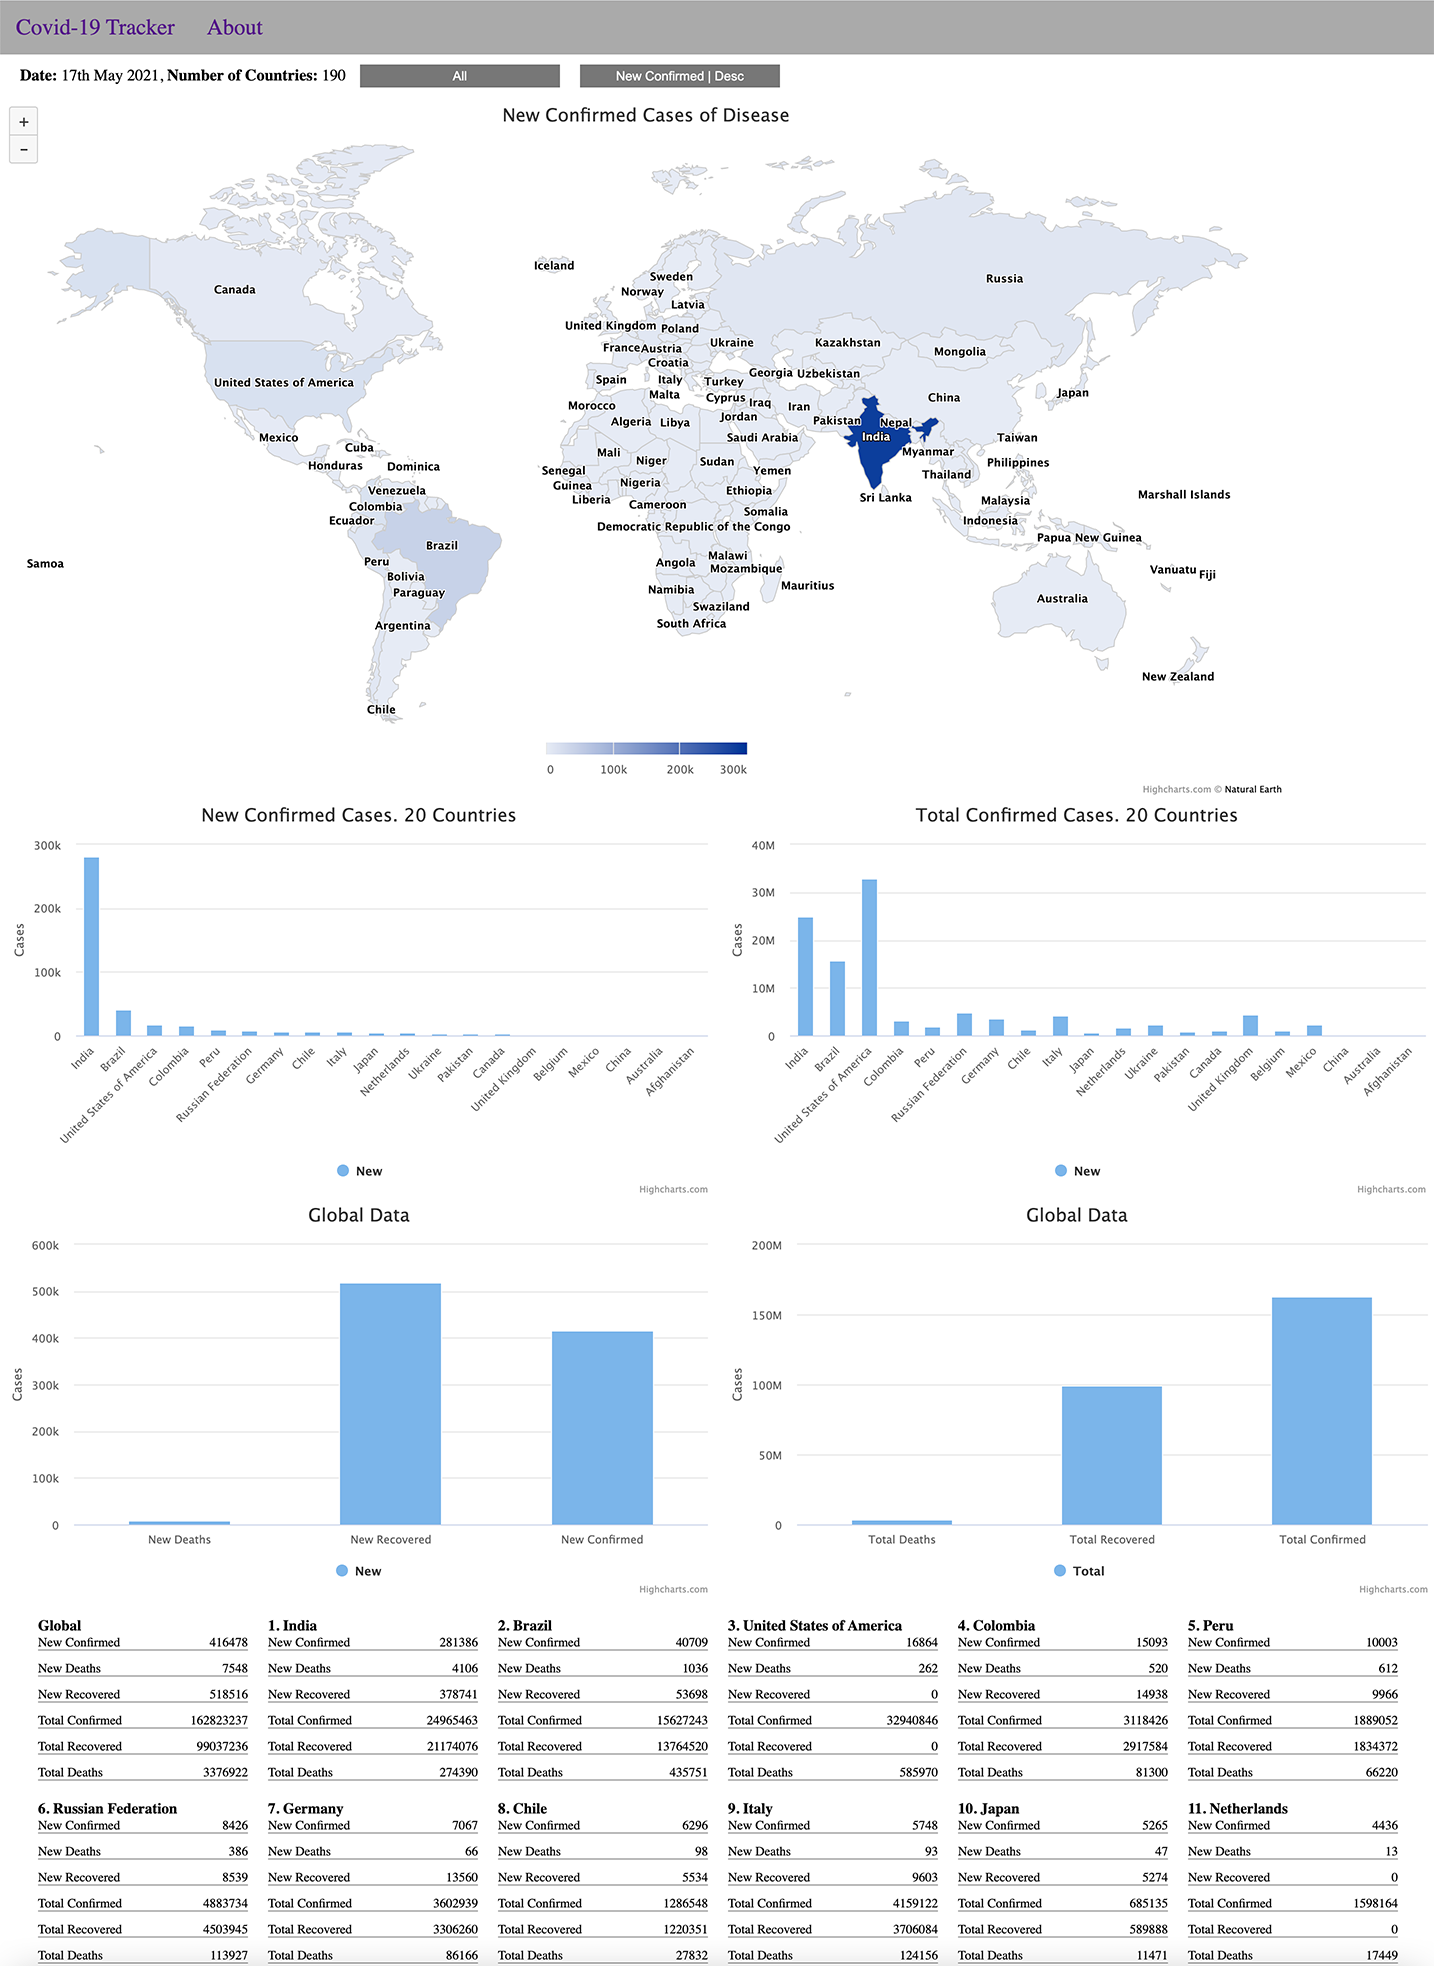 Covid-19 Tracker About
Date: 17th May 2021, Number of Countries: 190 All New Confirmed | Desc
+
−
New Confirmed Cases of Disease
Iceland
Sweden
Russia
Canada
Norway
Latvia
United Kingdom Poland
Ukraine Kazakhstan
France Austria
Mongolia
Croatia
Georgia Uzbekistan
United States of America
Spain Italy Turkey
Malta Cyprus Iraq Iran China Japan
Morocco
Algeria Libya Jordan Pakistan Nepal
Mexico Saudi Arabia India Taiwan
Cuba Mali Myanmar
Honduras Dominica Niger Sudan Philippines
Senegal Yemen Thailand
Venezuela Guinea Nigeria Ethiopia Sri Lanka Marshall Islands
Colombia Liberia Cameroon Somalia Malaysia
Ecuador Democratic Republic of the Congo Indonesia
Brazil Papua New Guinea
Samoa Peru Angola Malawi Vanuatu Fiji
Bolivia Mozambique
Paraguay Namibia Mauritius Australia
Swaziland
Argentina South Africa
New Zealand
Chile
0 100k 200k 300k
Highcharts.com © Natural Earth
New Confirmed Cases. 20 Countries
300k
200k
100k
0
Cases
India
Brazil
United States of America
Colombia
Peru
Russian Federation
Germany
Chile
Italy
Japan
Netherlands
Ukraine
Pakistan
Canada
United Kingdom
Belgium
Mexico
China
Australia
Afghanistan
New
Highcharts.com
Total Confirmed Cases. 20 Countries
40M
30M
20M
10M
0
Cases
India
Brazil
United States of America
Colombia
Peru
Russian Federation
Germany
Chile
Italy
Japan
Netherlands
Ukraine
Pakistan
Canada
United Kingdom
Belgium
Mexico
China
Australia
Afghanistan
New
Highcharts.com
Global Data
600k
500k
400k
300k
200k
100k
0
Cases
New Deaths New Recovered New Confirmed
New
Highcharts.com
Global Data
200M
150M
100M
50M
0
Cases
Total Deaths Total Recovered Total Confirmed
Total
Highcharts.com
Global
New Confirmed 416478
New Deaths 7548
New Recovered 518516
Total Confirmed 162823237
Total Recovered 99037236
Total Deaths 3376922
1. India
New Confirmed 281386
New Deaths 4106
New Recovered 378741
Total Confirmed 24965463
Total Recovered 21174076
Total Deaths 274390
2. Brazil
New Confirmed 40709
New Deaths 1036
New Recovered 53698
Total Confirmed 15627243
Total Recovered 13764520
Total Deaths 435751
3. United States of America
New Confirmed 16864
New Deaths 262
New Recovered 0
Total Confirmed 32940846
Total Recovered 0
Total Deaths 585970
4. Colombia
New Confirmed 15093
New Deaths 520
New Recovered 14938
Total Confirmed 3118426
Total Recovered 2917584
Total Deaths 81300
5. Peru
New Confirmed 10003
New Deaths 612
New Recovered 9966
Total Confirmed 1889052
Total Recovered 1834372
Total Deaths 66220
6. Russian Federation
New Confirmed 8426
New Deaths 386
New Recovered 8539
Total Confirmed 4883734
Total Recovered 4503945
Total Deaths 113927
7. Germany
New Confirmed 7067
New Deaths 66
New Recovered 13560
Total Confirmed 3602939
Total Recovered 3306260
Total Deaths 86166
8. Chile
New Confirmed 6296
New Deaths 98
New Recovered 5534
Total Confirmed 1286548
Total Recovered 1220351
Total Deaths 27832
9. Italy
New Confirmed 5748
New Deaths 93
New Recovered 9603
Total Confirmed 4159122
Total Recovered 3706084
Total Deaths 124156
10. Japan
New Confirmed 5265
New Deaths 47
New Recovered 5274
Total Confirmed 685135
Total Recovered 589888
Total Deaths 11471
11. Netherlands
New Confirmed 4436
New Deaths 13
New Recovered 0
Total Confirmed 1598164
Total Recovered 0
Total Deaths 17449